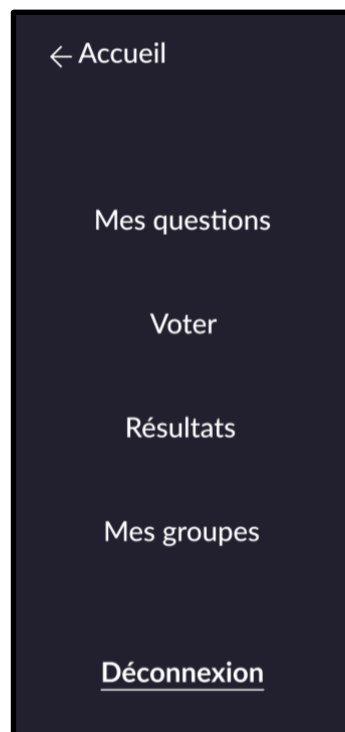 ← Accueil
Mes questions
Voter
Résultats
Mes groupes
Déconnexion